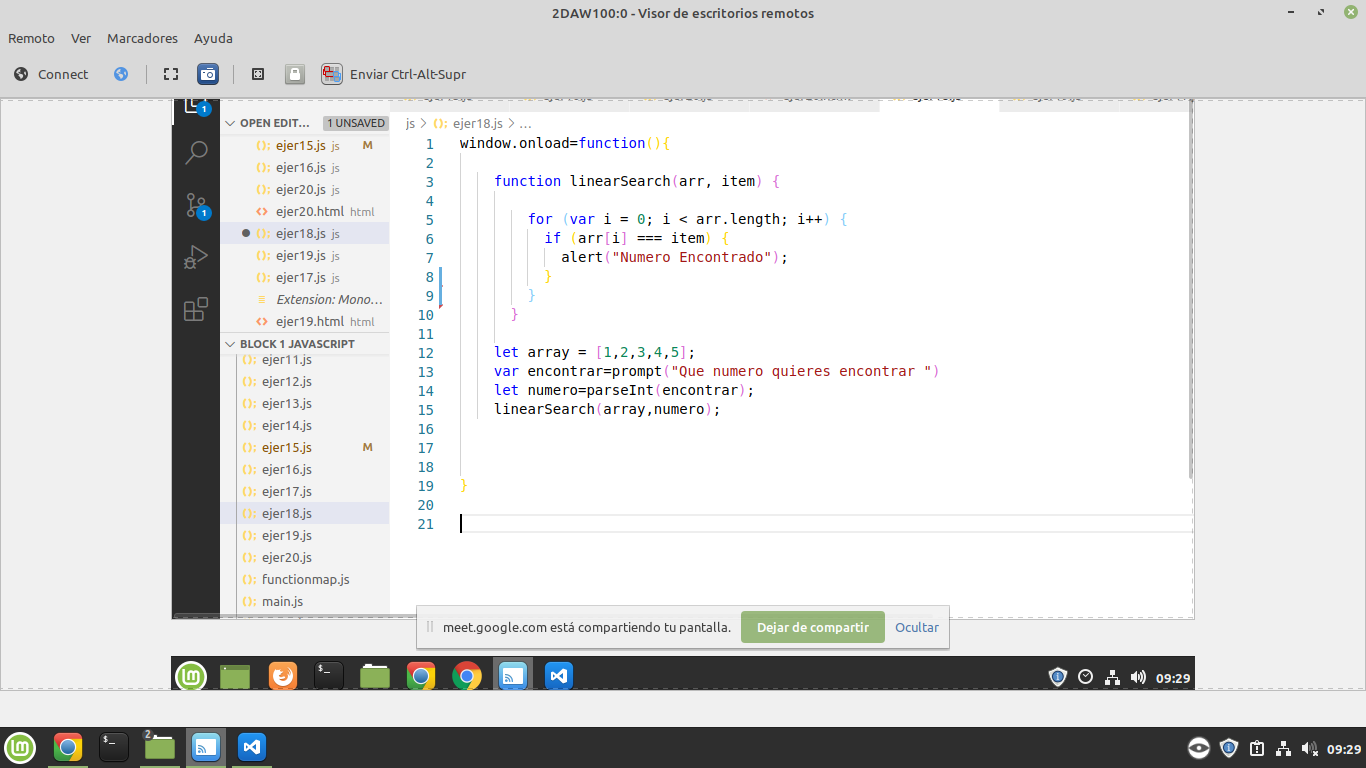 2DAW100:0 - Visor de escritorios remotos
Remoto Ver Marcadores Ayuda
Connect Enviar Ctrl-Alt-Supr
1
OPEN EDIT... 1 UNSAVED
ejer15.js js M
ejer16.js js
ejer20.js js
ejer20.html html
ejer18.js js
ejer19.js js
ejer17.js js
Extension: Mono...
ejer19.html html
1
BLOCK 1 JAVASCRIPT
ejer11.js
ejer12.js
ejer13.js
ejer14.js
ejer15.js M
ejer16.js
ejer17.js
ejer18.js
ejer19.js
ejer20.js
functionmap.js
main.js
js > ejer18.js > ...
1 window.onload=function(){
2
3 function linearSearch(arr, item) {
4
5 for (var i = 0; i < arr.length; i++) {
6 if (arr[i] === item) {
7 alert("Numero Encontrado");
8 }
9 }
10 }
11
12 let array = [1,2,3,4,5];
13 var encontrar=prompt("Que numero quieres encontrar ")
14 let numero=parseInt(encontrar);
15 linearSearch(array,numero);
16
17
18
19 }
20
21
meet.google.com está compartiendo tu pantalla. Dejar de compartir Ocultar
09:29
2
09:29